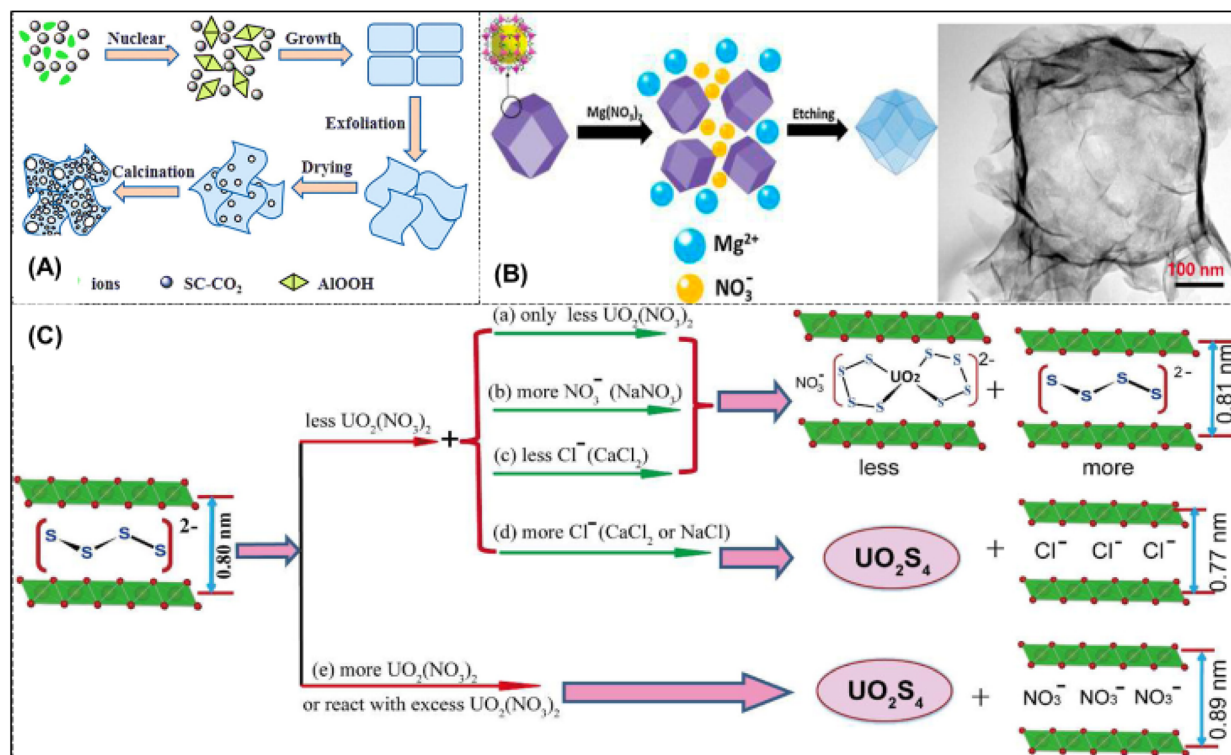 Nuclear
Growth
Exfoliation
Drying
Calcination
(A)
ions
SC-CO₂
AlOOH
Mg(NO₃)₂
Etching
Mg²⁺
NO₃⁻
(B)
100 nm
(C)
less UO₂(NO₃)₂
+
(a) only less UO₂(NO₃)₂
(b) more NO₃⁻ (NaNO₃)
(c) less Cl⁻(CaCl₂)
(d) more Cl⁻(CaCl₂ or NaCl)
(e) more UO₂(NO₃)₂
or react with excess UO₂(NO₃)₂
S S S S 2-
0.80 nm
NO₃⁻
S S S S UO₂ S S S S 2-
less
+
S S S S 2-
more
0.81 nm
UO₂S₄
+
Cl⁻ Cl⁻ Cl⁻
0.77 nm
UO₂S₄
+
NO₃⁻ NO₃⁻ NO₃⁻
0.89 nm